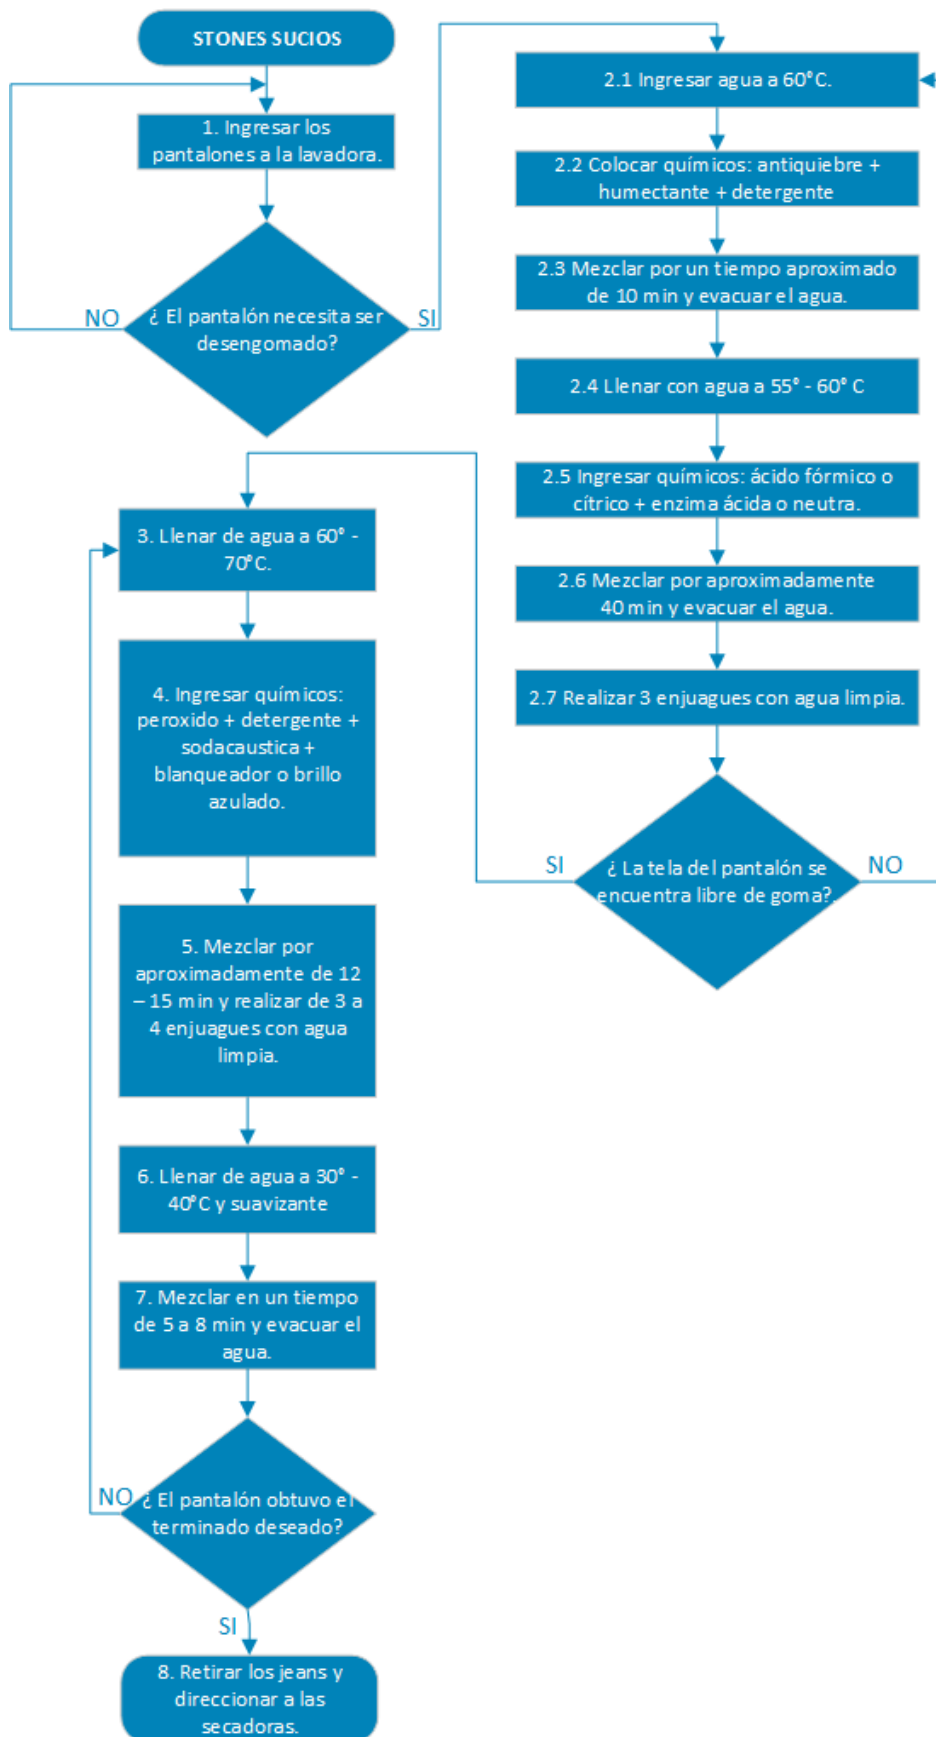 STONES SUCIOS
1. Ingresar los
pantalones a la lavadora.
¿ El pantalón necesita ser
desengomado?
NO
SI
2.1 Ingresar agua a 60°C.
2.2 Colocar químicos: antiquiebre +
humectante + detergente
2.3 Mezclar por un tiempo aproximado
de 10 min y evacuar el agua.
2.4 Llenar con agua a 55° - 60° C
2.5 Ingresar químicos: ácido fórmico o
cítrico + enzima ácida o neutra.
2.6 Mezclar por aproximadamente
40 min y evacuar el agua.
2.7 Realizar 3 enjuagues con agua limpia.
¿ La tela del pantalón se
encuentra libre de goma?.
SI
NO
3. Llenar de agua a 60° -
70°C.
4. Ingresar químicos:
peroxido + detergente +
sodacaustica +
blanqueador o brillo
azulado.
5. Mezclar por
aproximadamente de 12
– 15 min y realizar de 3 a
4 enjuagues con agua
limpia.
6. Llenar de agua a 30° -
40°C y suavizante
7. Mezclar en un tiempo
de 5 a 8 min y evacuar el
agua.
¿ El pantalón obtuvo el
terminado deseado?
NO
SI
8. Retirar los jeans y
direccionar a las
secadoras.